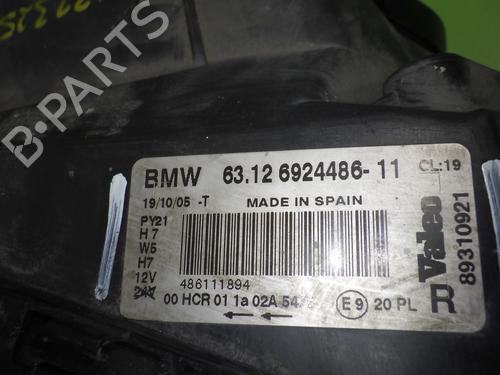 B-PARTS
BMW 63.12 6924486-11 CL:19
19/10/05 -T MADE IN SPAIN
PY21
H7
W5
H7
12V
24V
486111894
00 HCR 01 1a 02A 54
E9 20 PL
R
Valeo
89310921